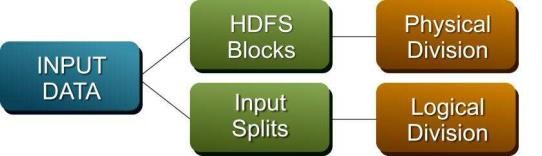 INPUT
DATA
HDFS
Blocks
Physical
Division
Input
Splits
Logical
Division